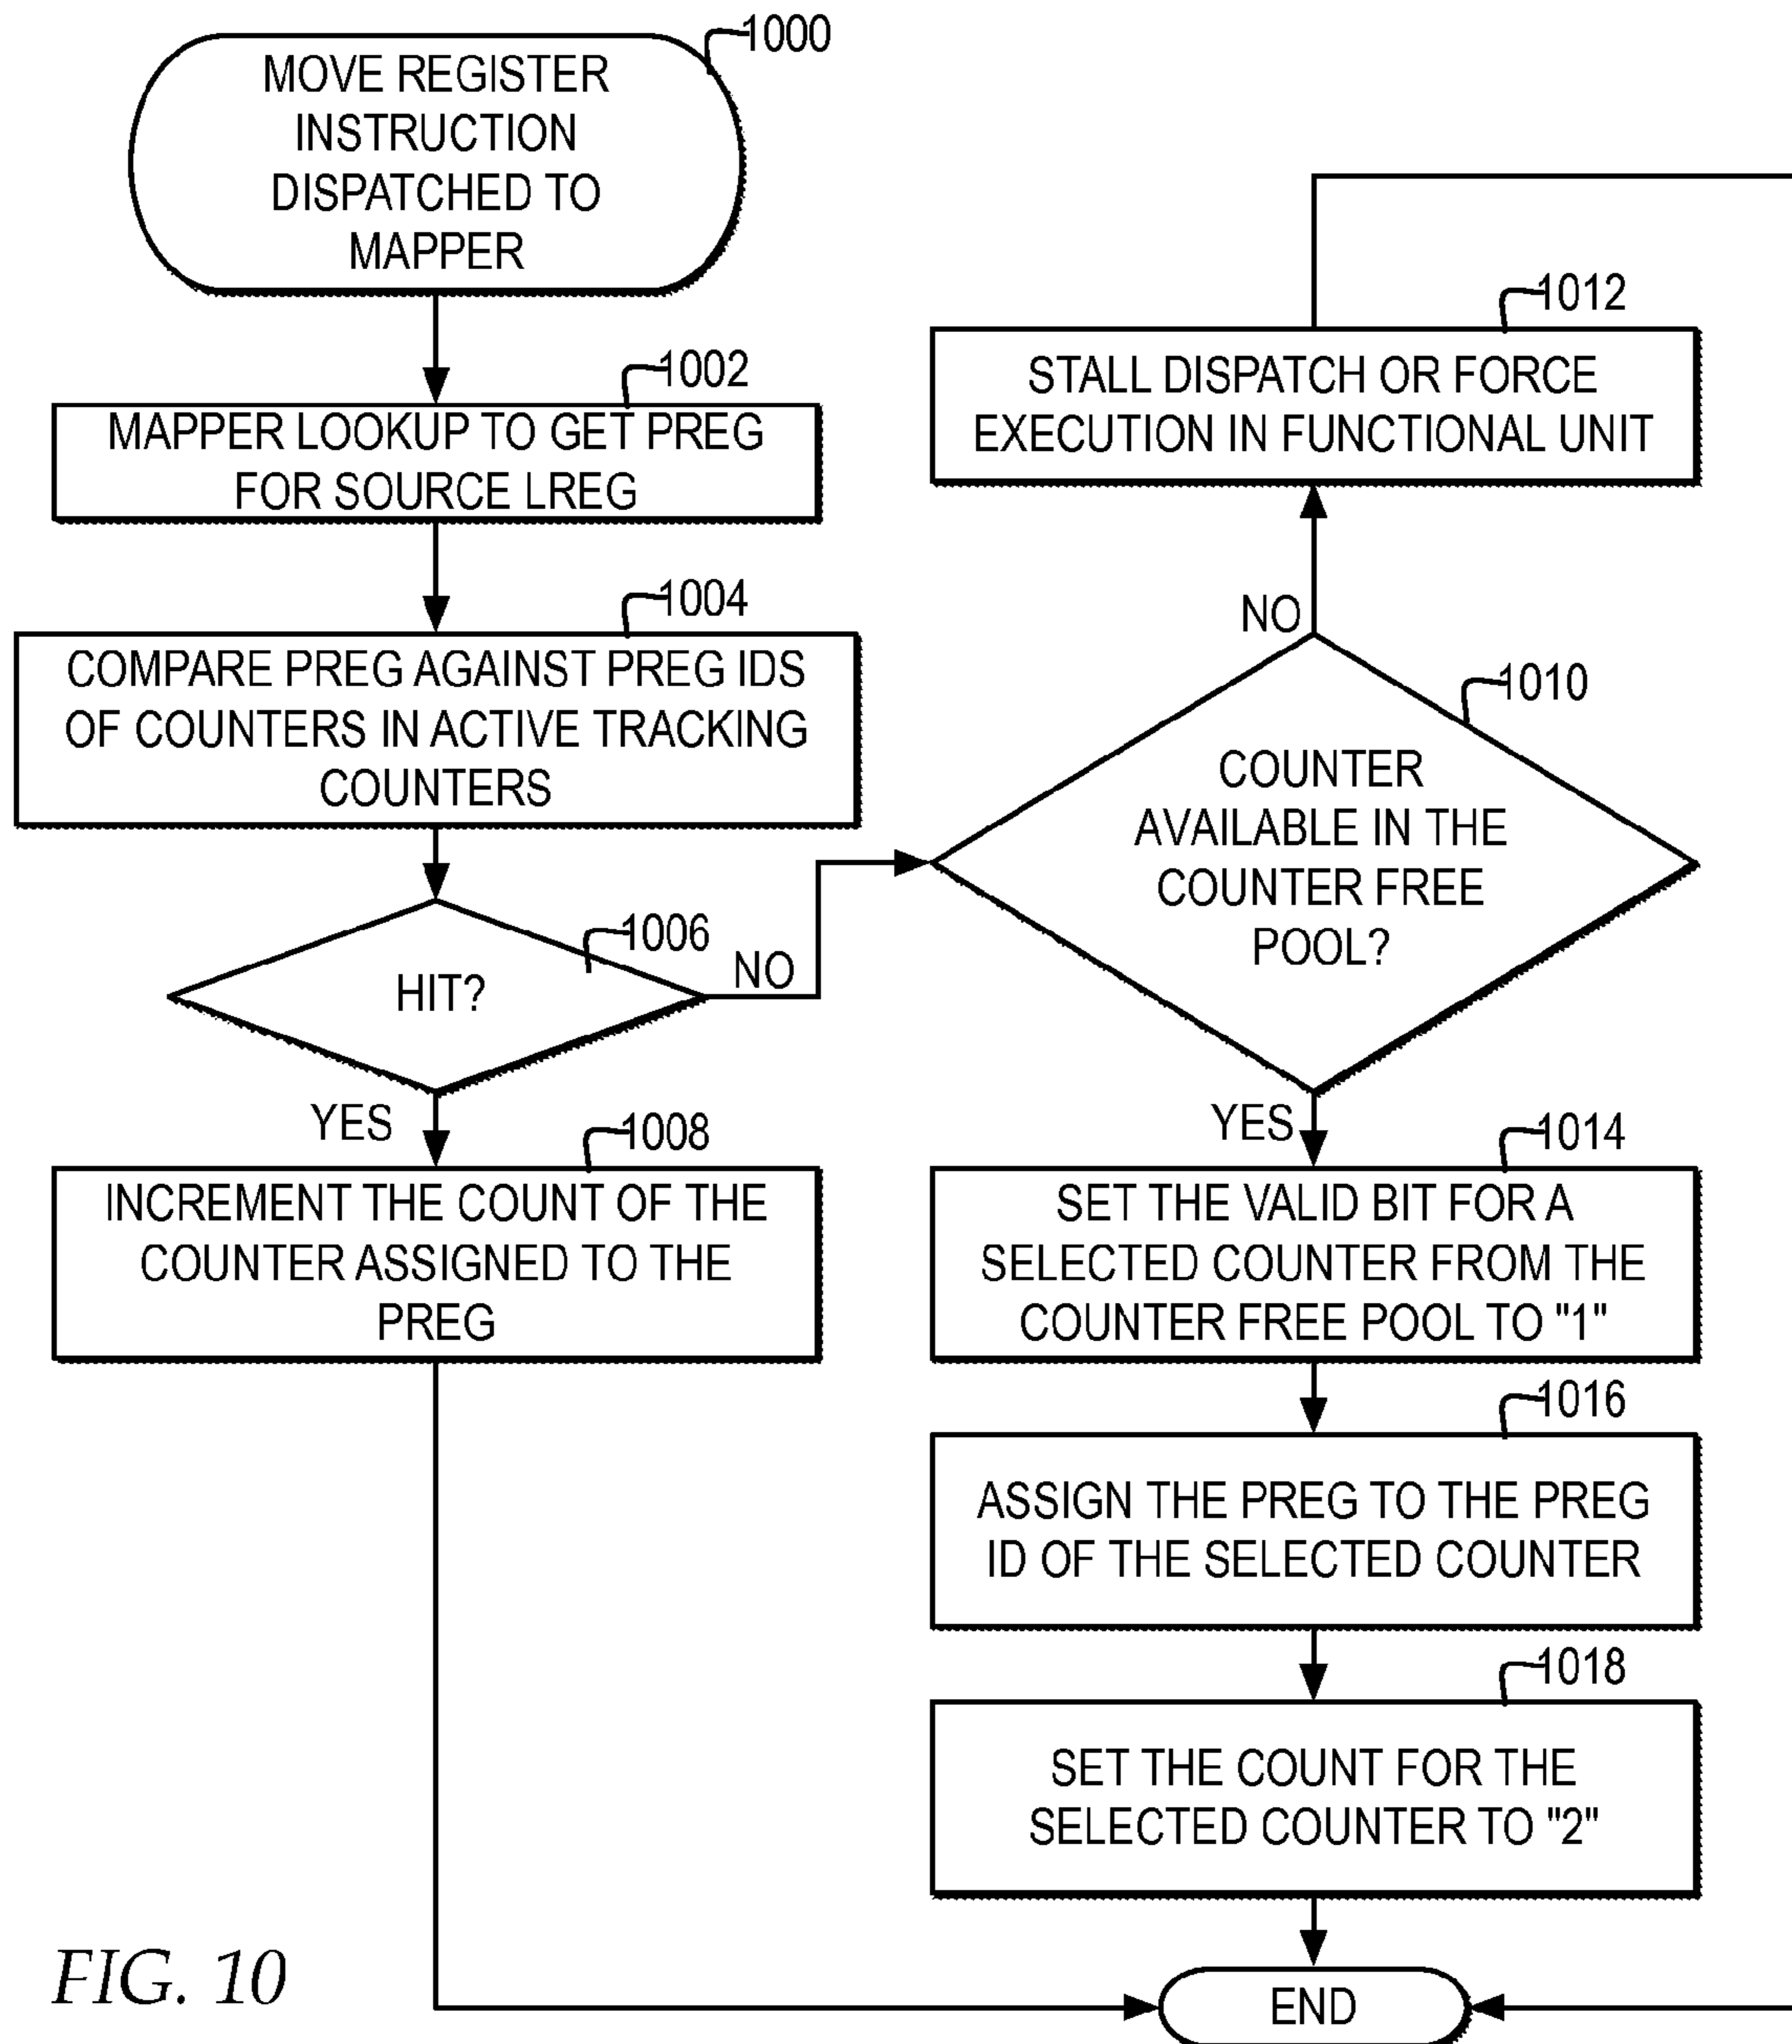 1000
MOVE REGISTER
INSTRUCTION
DISPATCHED TO
MAPPER
1002
MAPPER LOOKUP TO GET PREG
FOR SOURCE LREG
1004
COMPARE PREG AGAINST PREG IDS
OF COUNTERS IN ACTIVE TRACKING
COUNTERS
1006
HIT?
NO
YES
1008
INCREMENT THE COUNT OF THE
COUNTER ASSIGNED TO THE
PREG
1012
STALL DISPATCH OR FORCE
EXECUTION IN FUNCTIONAL UNIT
NO
1010
COUNTER
AVAILABLE IN THE
COUNTER FREE
POOL?
YES
1014
SET THE VALID BIT FOR A
SELECTED COUNTER FROM THE
COUNTER FREE POOL TO "1"
1016
ASSIGN THE PREG TO THE PREG
ID OF THE SELECTED COUNTER
1018
SET THE COUNT FOR THE
SELECTED COUNTER TO "2"
END
FIG. 10